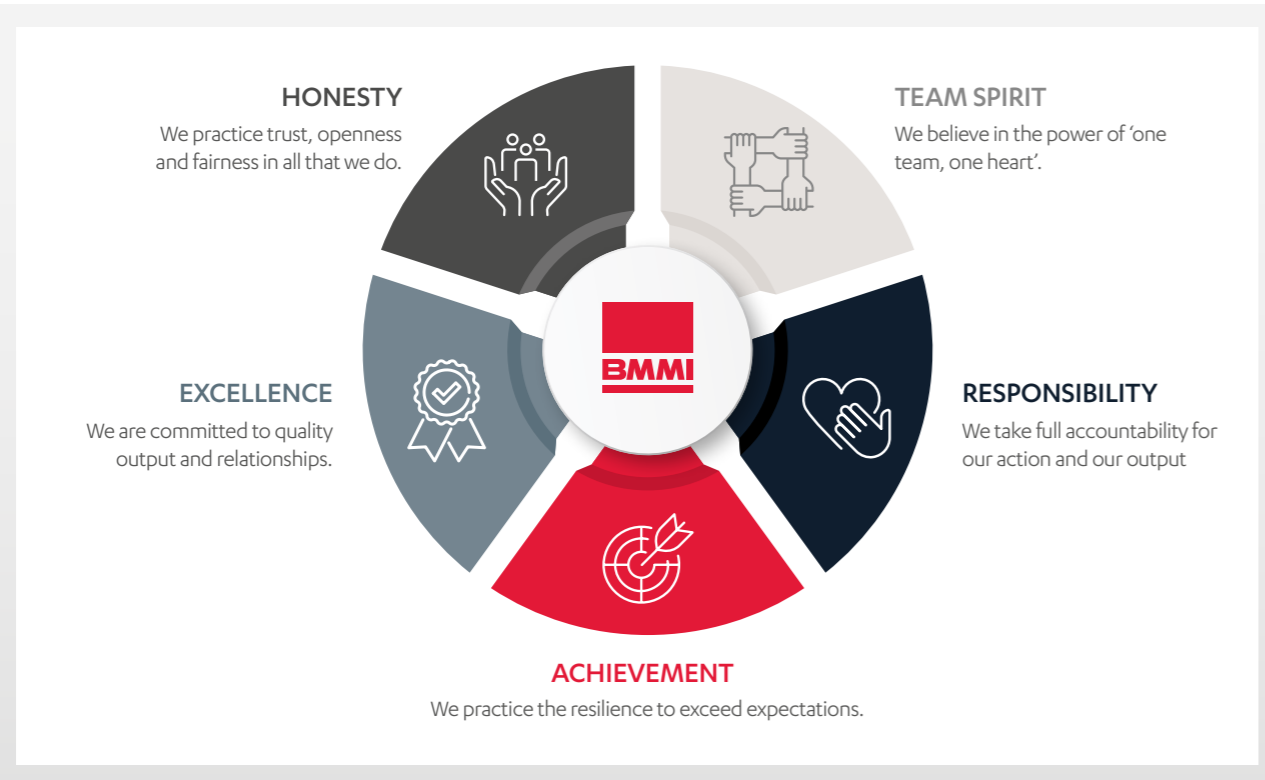 HONESTY
We practice trust, openness
and fairness in all that we do.
TEAM SPIRIT
We believe in the power of ‘one
team, one heart’.
BMMI
EXCELLENCE
We are committed to quality
output and relationships.
RESPONSIBILITY
We take full accountability for
our action and our output
ACHIEVEMENT
We practice the resilience to exceed expectations.